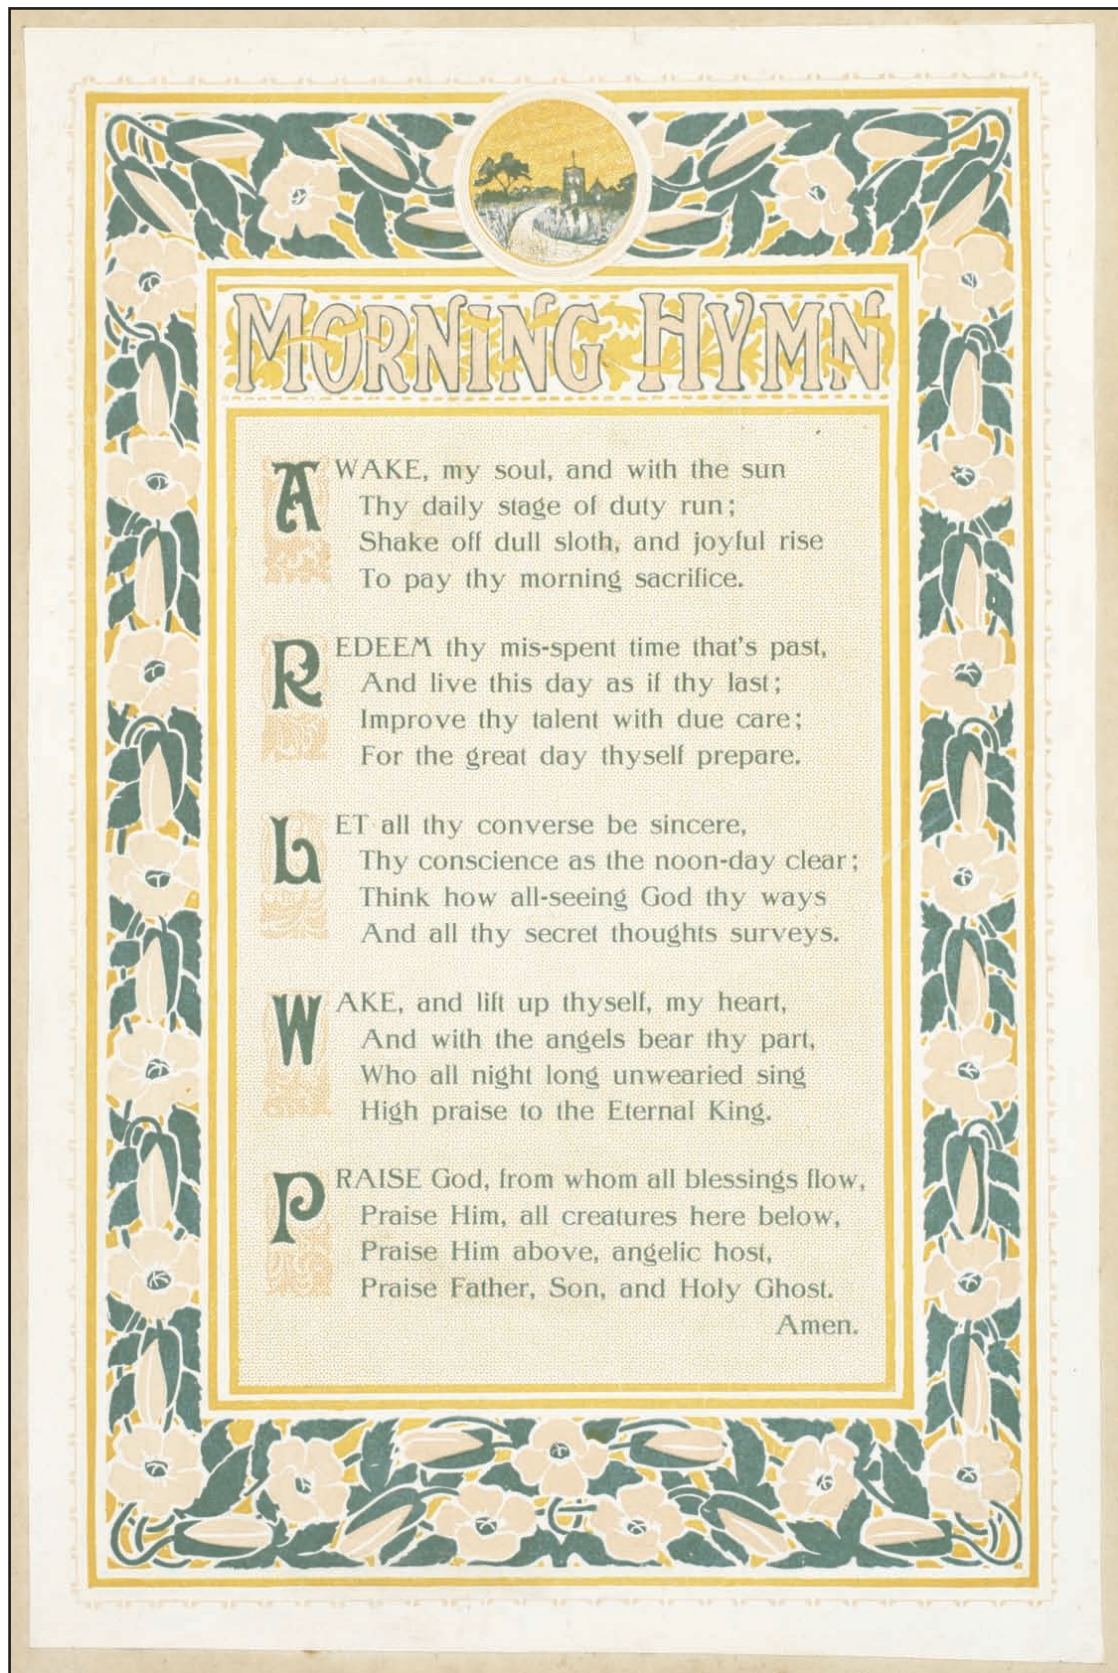 MORNING HYMN
AWAKE, my soul, and with the sun
Thy daily stage of duty run;
Shake off dull sloth, and joyful rise
To pay thy morning sacrifice.
REDEEM thy mis-spent time that's past,
And live this day as if thy last;
Improve thy talent with due care;
For the great day thyself prepare.
LET all thy converse be sincere,
Thy conscience as the noon-day clear;
Think how all-seeing God thy ways
And all thy secret thoughts surveys.
WAKE, and lift up thyself, my heart,
And with the angels bear thy part,
Who all night long unwearied sing
High praise to the Eternal King.
PRAISE God, from whom all blessings flow,
Praise Him, all creatures here below,
Praise Him above, angelic host,
Praise Father, Son, and Holy Ghost.
Amen.